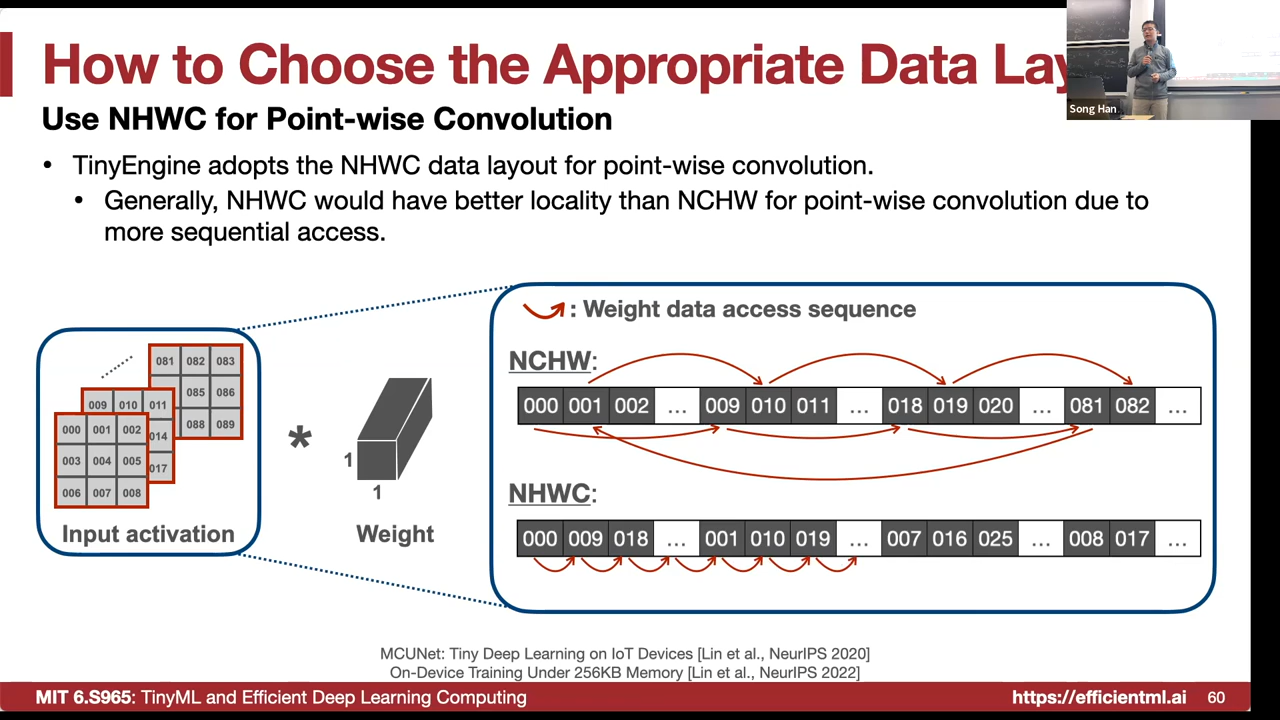 How to Choose the Appropriate Data Lay
Song Han
Use NHWC for Point-wise Convolution
• TinyEngine adopts the NHWC data layout for point-wise convolution.
• Generally, NHWC would have better locality than NCHW for point-wise convolution due to
more sequential access.
081 082 083
085 086
088 089
009 010 011
014
017
000 001 002
003 004 005
006 007 008
Input activation
*
1
1
Weight
: Weight data access sequence
NCHW:
000 001 002 ... 009 010 011 ... 018 019 020 ... 081 082 ...
NHWC:
000 009 018 ... 001 010 019 ... 007 016 025 ... 008 017 ...
MCUNet: Tiny Deep Learning on IoT Devices [Lin et al., NeurIPS 2020]
On-Device Training Under 256KB Memory [Lin et al., NeurIPS 2022]
MIT 6.S965: TinyML and Efficient Deep Learning Computing
https://efficientml.ai
60